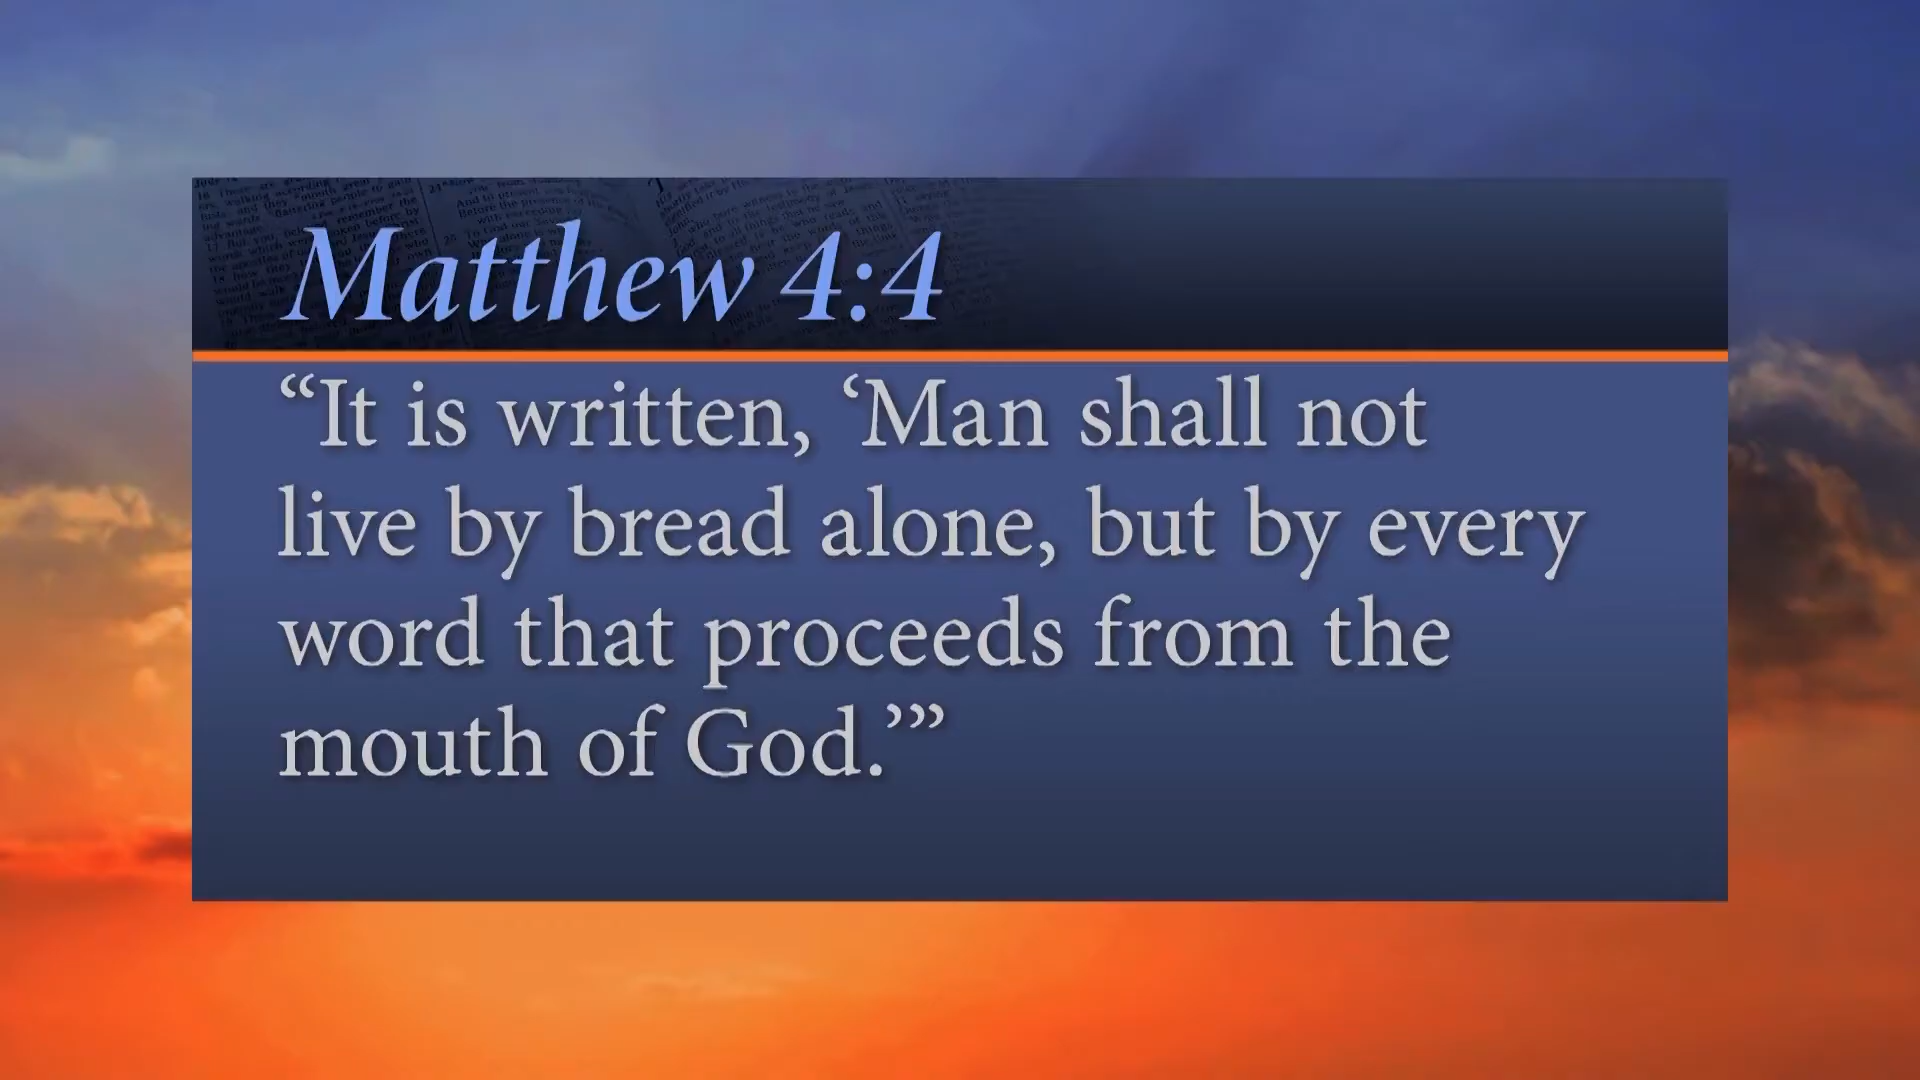 Matthew 4:4
“It is written, ‘Man shall not
live by bread alone, but by every
word that proceeds from the
mouth of God.’”